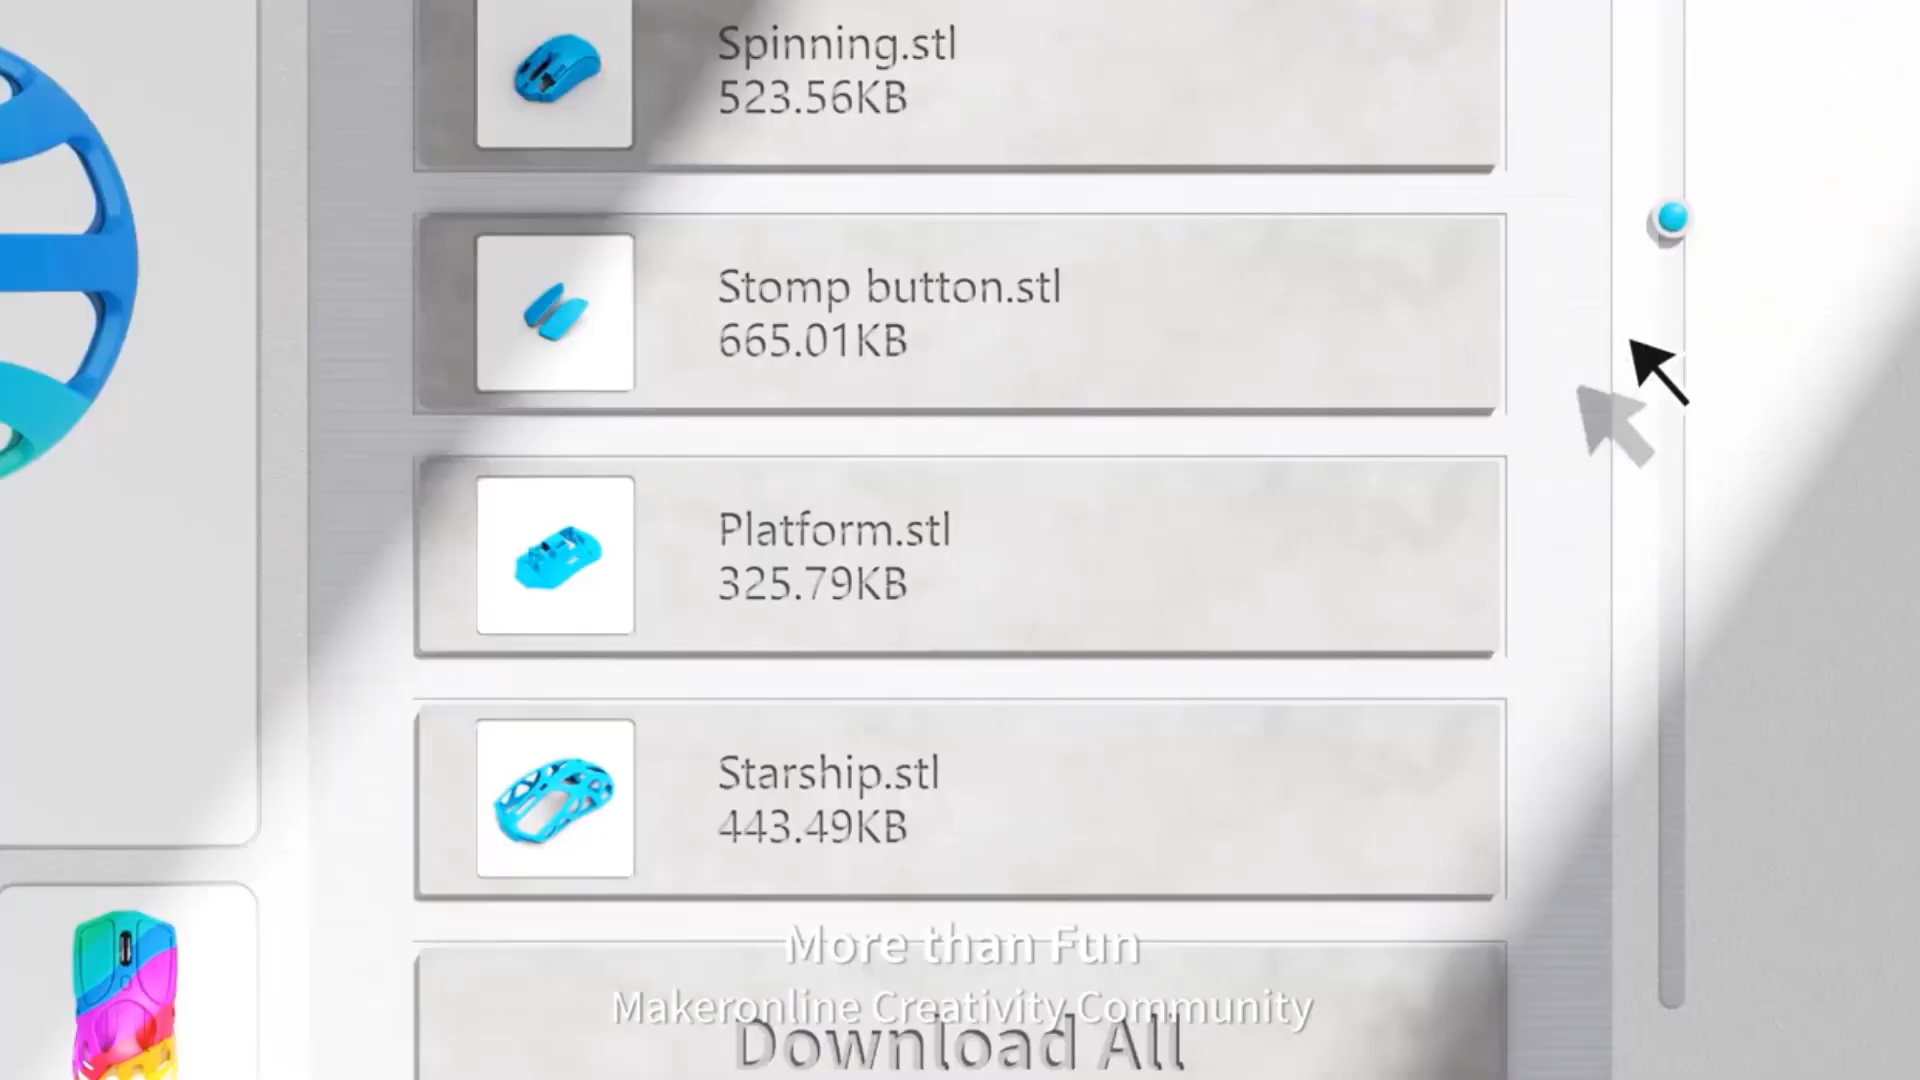 Spinning.stl
523.56KB
Stomp button.stl
665.01KB
Platform.stl
325.79KB
Starship.stl
443.49KB
More than Fun
Makeronline Creativity Community
Download All